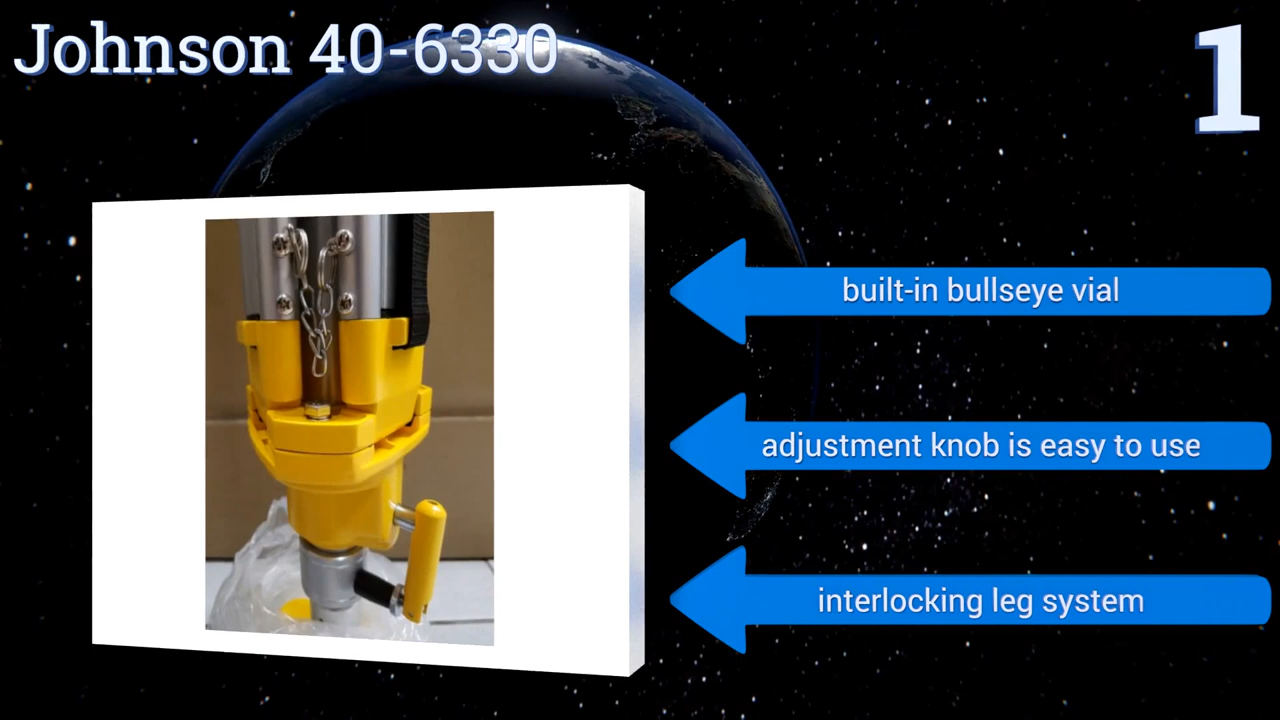 Johnson 40-6330
1
built-in bullseye vial
adjustment knob is easy to use
interlocking leg system